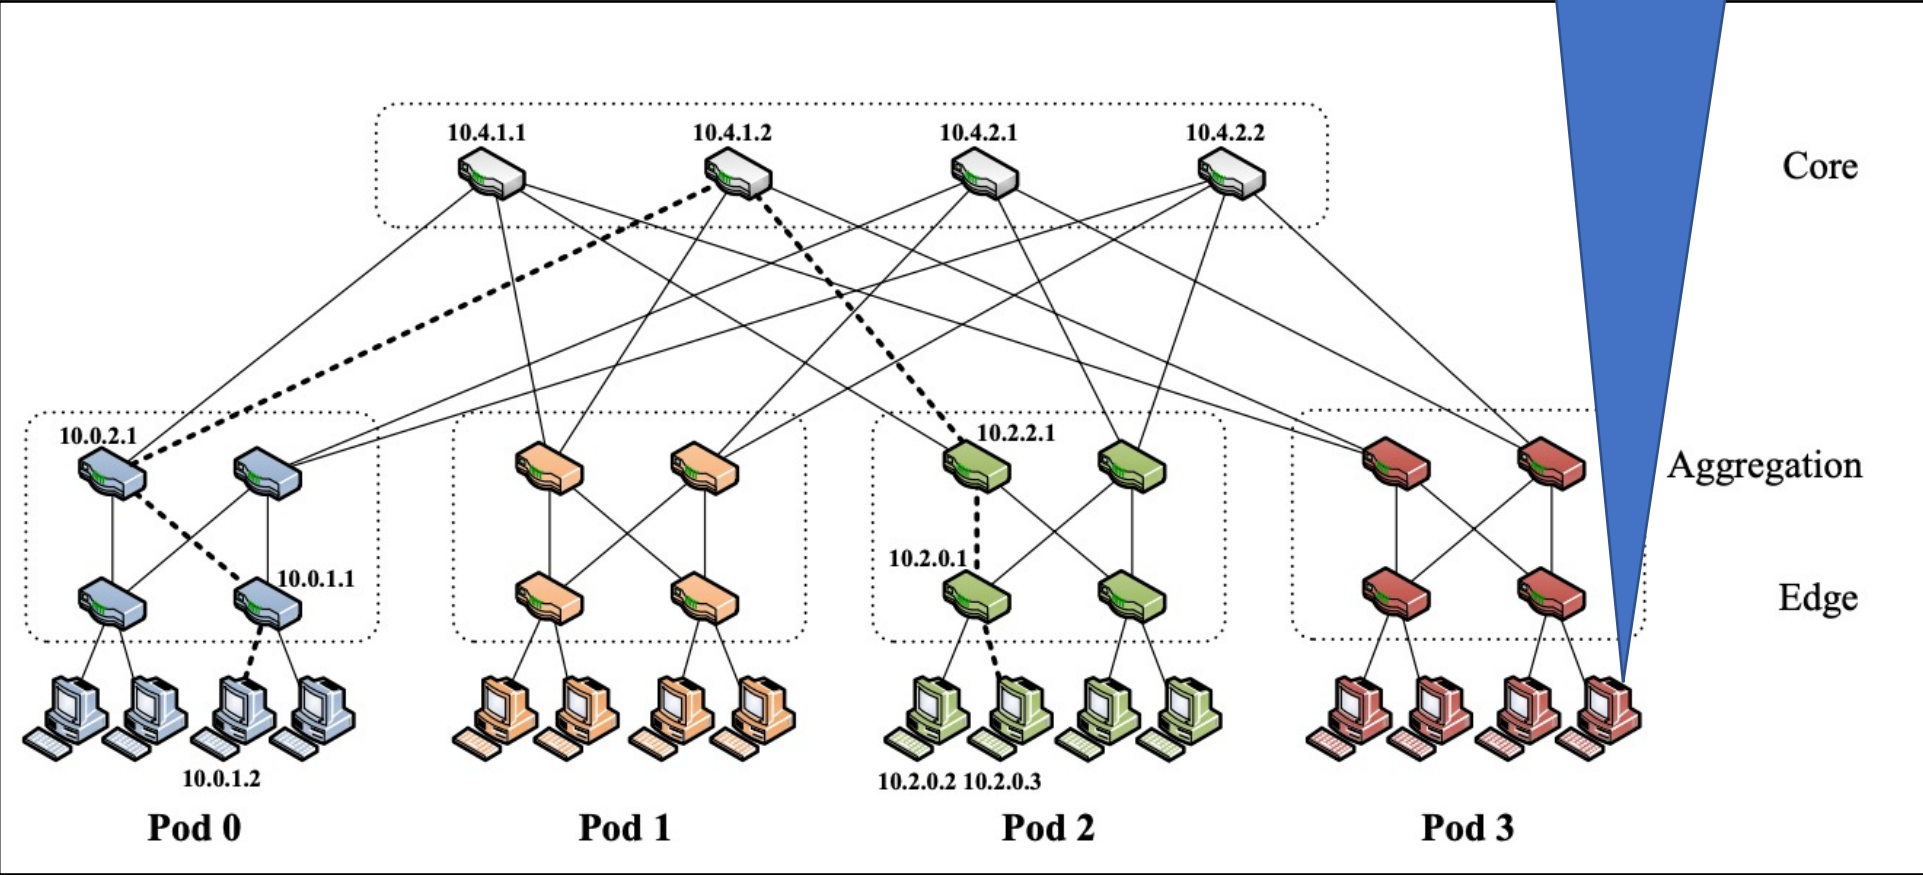 10.4.1.1 10.4.1.2 10.4.2.1 10.4.2.2
Core
10.0.2.1 10.2.2.1
Aggregation
10.2.0.1
10.0.1.1
Edge
10.0.1.2 10.2.0.2 10.2.0.3
Pod 0 Pod 1 Pod 2 Pod 3